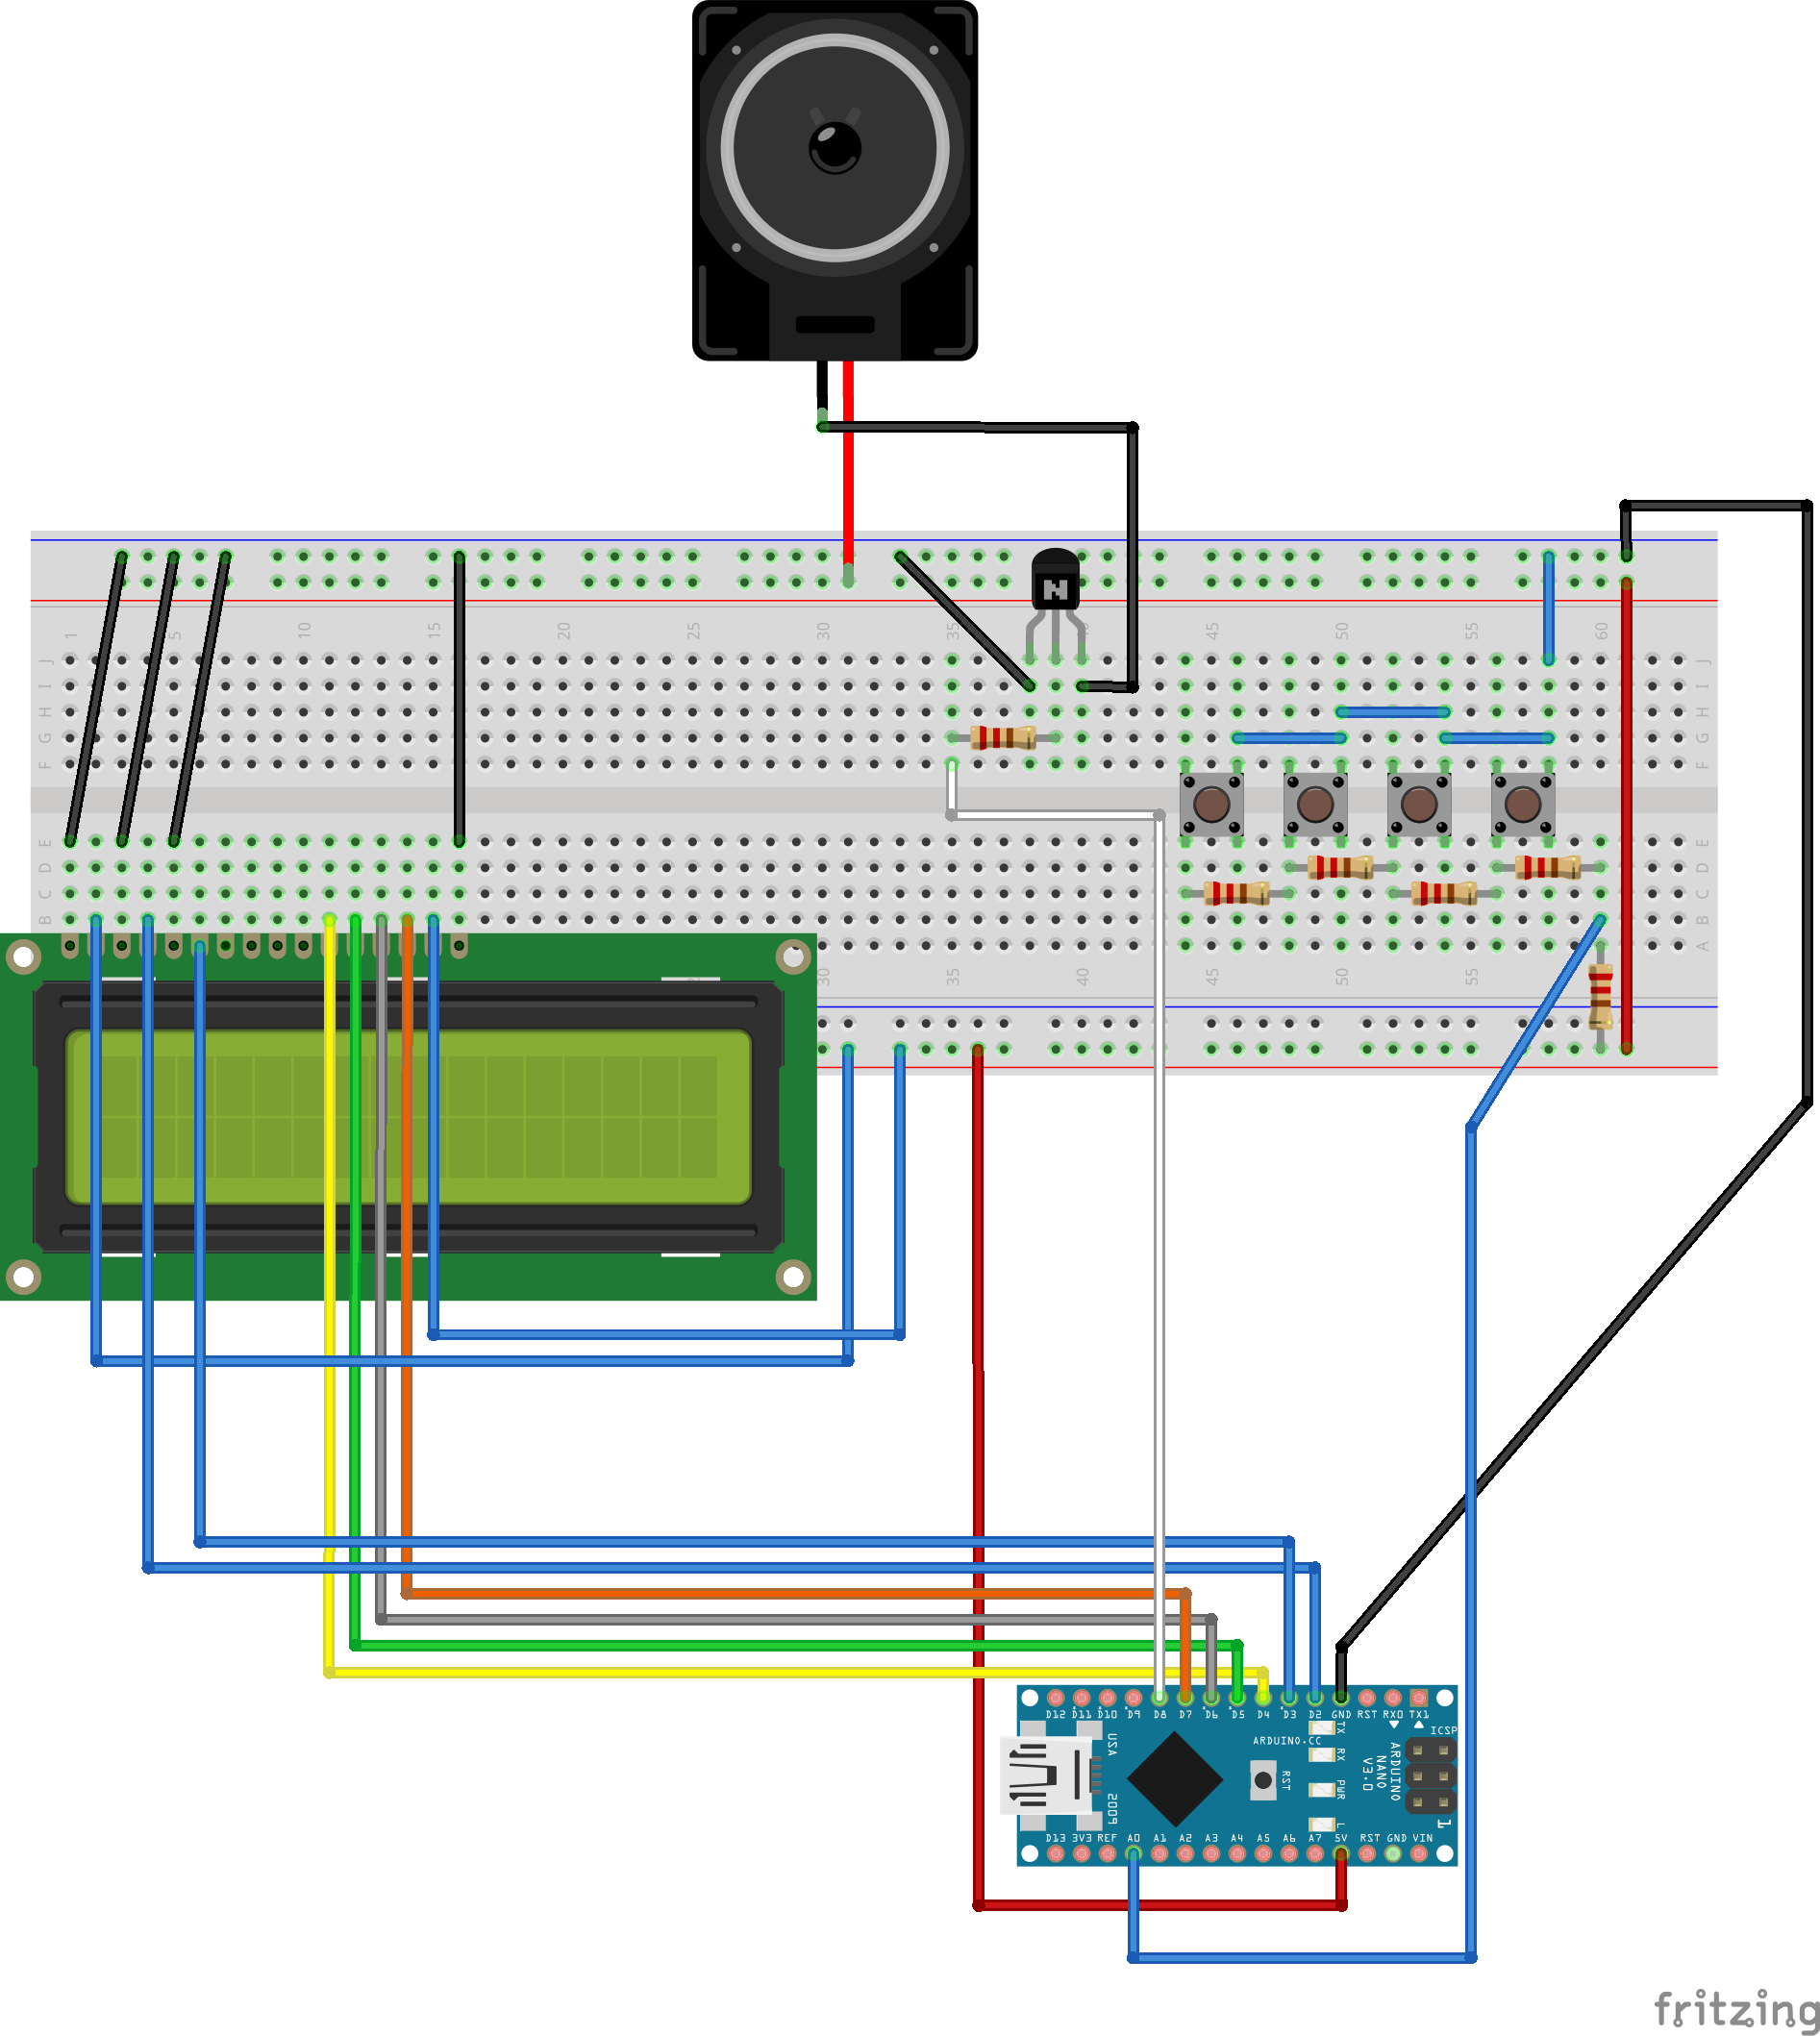 N
1 5 10 15 20 25 30 35 40 45 50 55 60
J J
I I
H H
G G
F F
E E
D D
C C
B B
A
30 35 40 45 50 55
D12 D11 D10 D9 D8 D7 D6 D5 D4 D3 D2 GND RST RX0 TX1
ICSP
ARDUINO.CC
TX
RX
PWR
L
RST
USA
2009
ARDUINO
NANO
V3.0
1
D13 3V3 REF A0 A1 A2 A3 A4 A5 A6 A7 5V RST GND VIN
fritzing